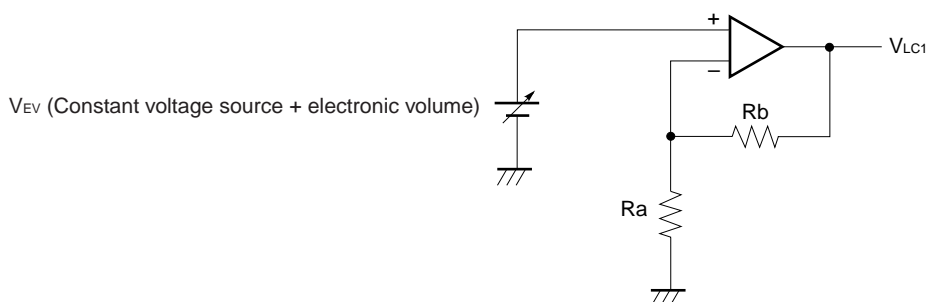 +
VLC1
−
VEV (Constant voltage source + electronic volume)
Rb
Ra